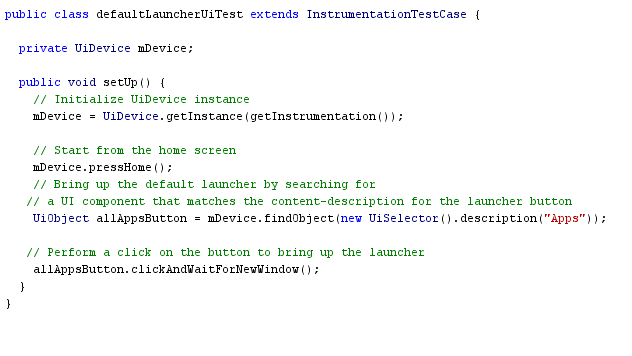 public class defaultLauncherUiTest extends InstrumentationTestCase {
private UiDevice mDevice;
public void setUp() {
// Initialize UiDevice instance
mDevice = UiDevice.getInstance(getInstrumentation());
// Start from the home screen
mDevice.pressHome();
// Bring up the default launcher by searching for
// a UI component that matches the content-description for the launcher button
UiObject allAppsButton = mDevice.findObject(new UiSelector().description("Apps"));
// Perform a click on the button to bring up the launcher
allAppsButton.clickAndWaitForNewWindow();
}
}